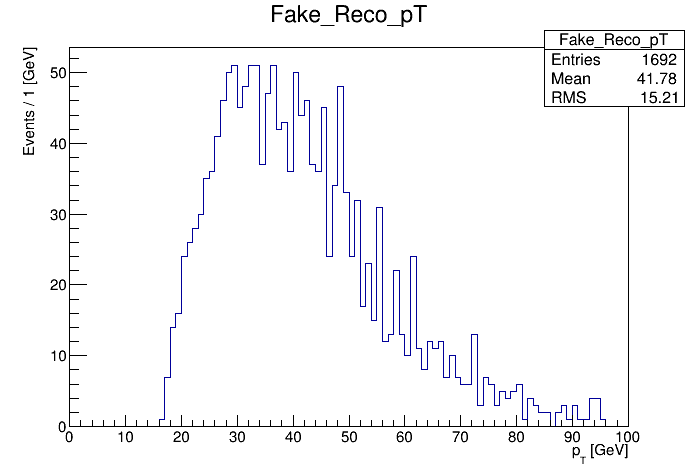 Fake_Reco_pT
Fake_Reco_pT
Entries 1692
Mean 41.78
RMS 15.21
Events / 1 [GeV]
50
40
30
20
10
0
0 10 20 30 40 50 60 70 80 90 100
p_T [GeV]